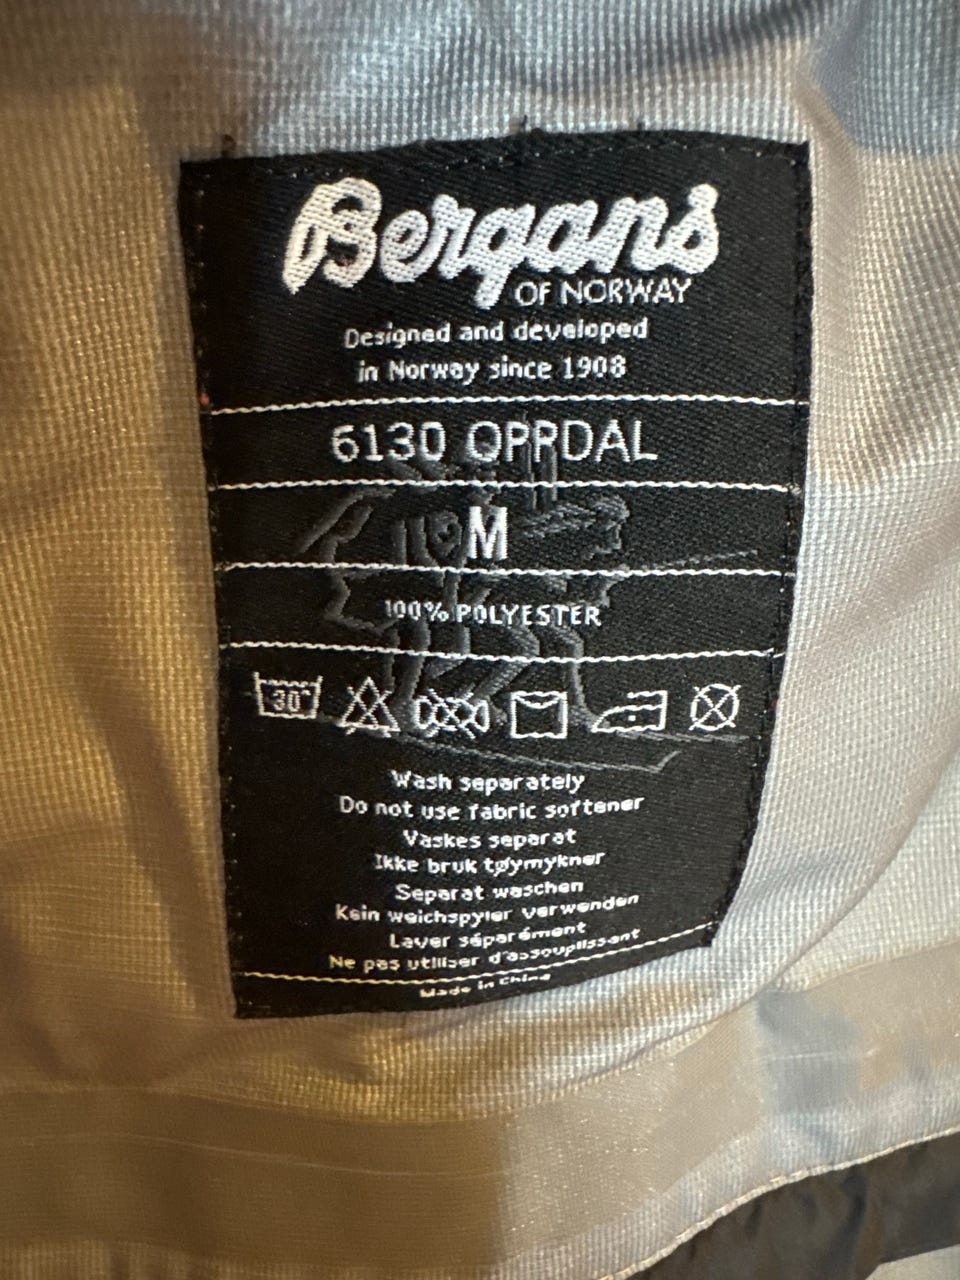 Bergans
OF NORWAY
Designed and developed
in Norway since 1908
6130 OPPDAL
M
100% POLYESTER
30°
Wash separately
Do not use fabric softener
Vaskes separat
Ikke bruk tøymykner
Separat waschen
Kein weichspyler verwenden
Laver séparément
Ne pas utiliser d'assouplissant
Made in China